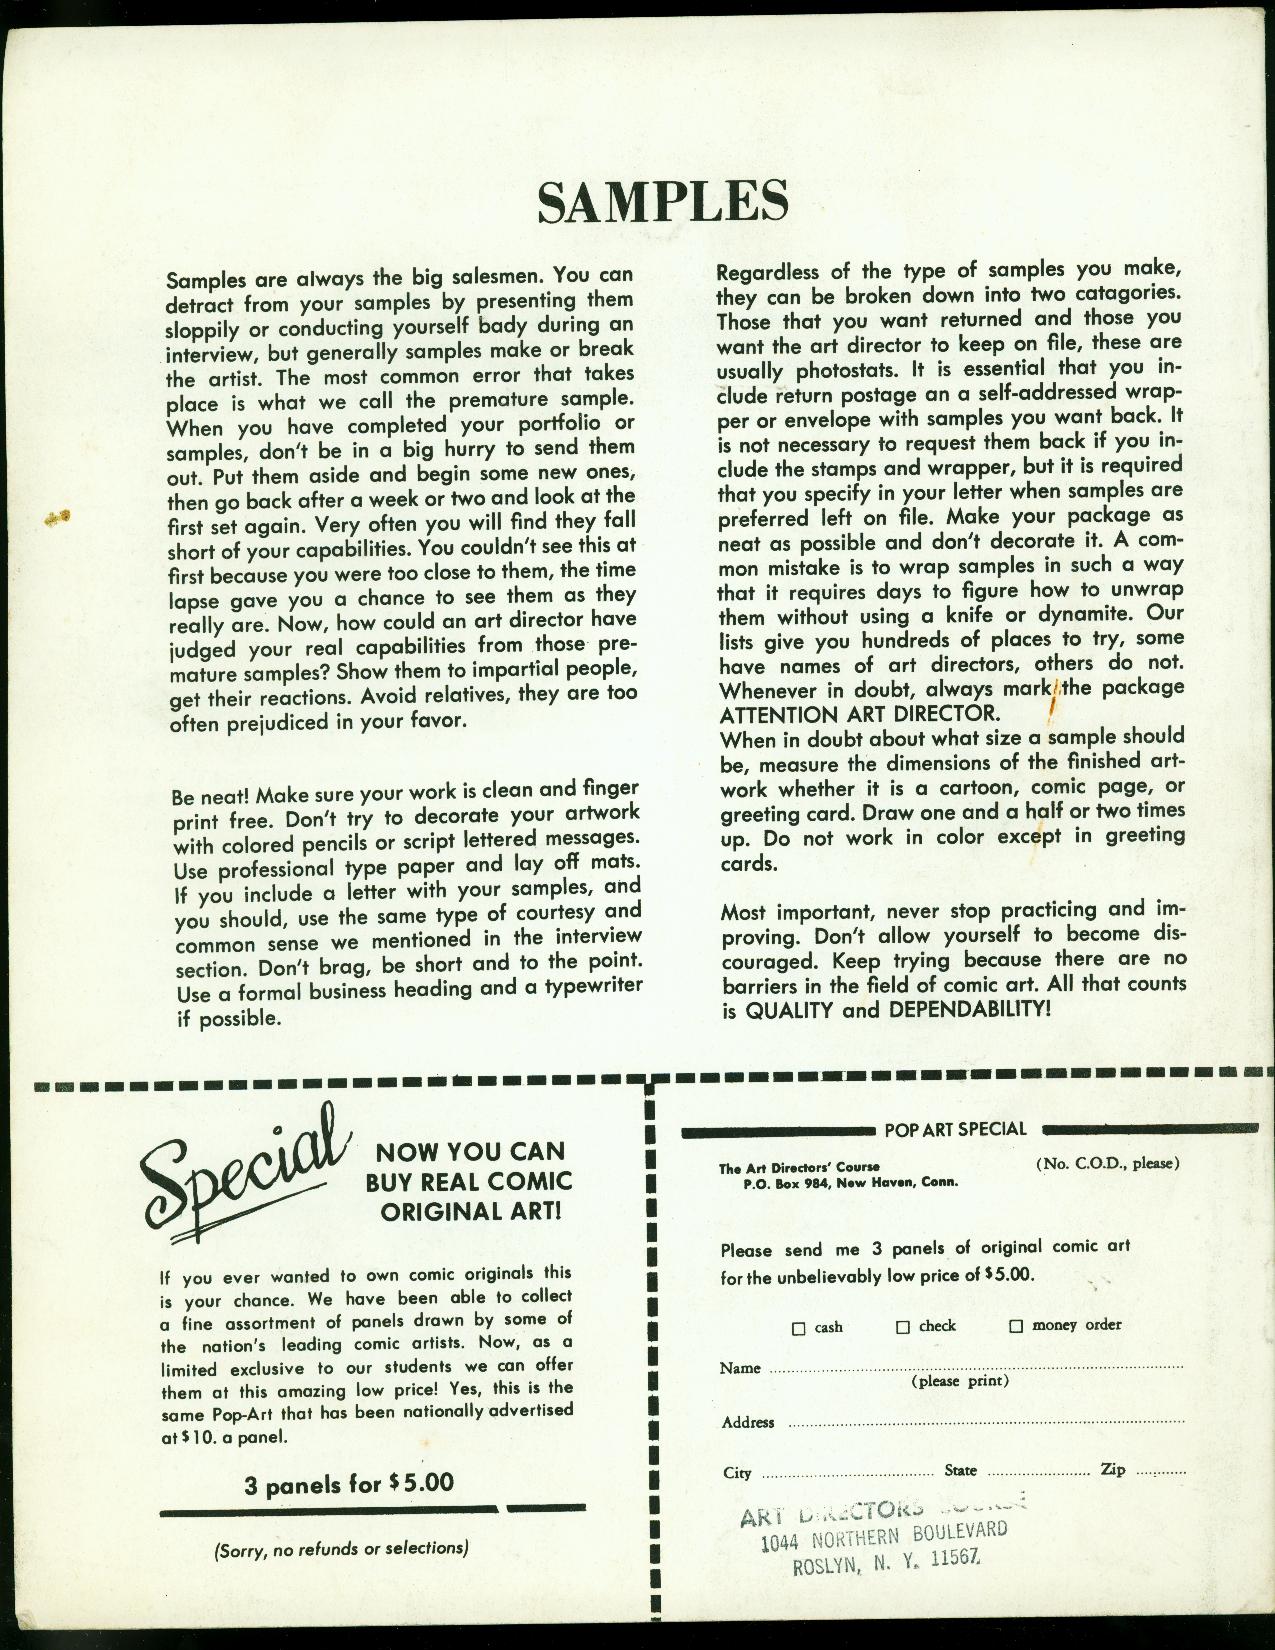 SAMPLES
Samples are always the big salesmen. You can
detract from your samples by presenting them
sloppily or conducting yourself bady during an
interview, but generally samples make or break
the artist. The most common error that takes
place is what we call the premature sample.
When you have completed your portfolio or
samples, don't be in a big hurry to send them
out. Put them aside and begin some new ones,
then go back after a week or two and look at the
first set again. Very often you will find they fall
short of your capabilities. You couldn't see this at
first because you were too close to them, the time
lapse gave you a chance to see them as they
really are. Now, how could an art director have
judged your real capabilities from those pre-
mature samples? Show them to impartial people,
get their reactions. Avoid relatives, they are too
often prejudiced in your favor.
Be neat! Make sure your work is clean and finger
print free. Don't try to decorate your artwork
with colored pencils or script lettered messages.
Use professional type paper and lay off mats.
If you include a letter with your samples, and
you should, use the same type of courtesy and
common sense we mentioned in the interview
section. Don't brag, be short and to the point.
Use a formal business heading and a typewriter
if possible.
Regardless of the type of samples you make,
they can be broken down into two catagories.
Those that you want returned and those you
want the art director to keep on file, these are
usually photostats. It is essential that you in-
clude return postage an a self-addressed wrap-
per or envelope with samples you want back. It
is not necessary to request them back if you in-
clude the stamps and wrapper, but it is required
that you specify in your letter when samples are
preferred left on file. Make your package as
neat as possible and don't decorate it. A com-
mon mistake is to wrap samples in such a way
that it requires days to figure how to unwrap
them without using a knife or dynamite. Our
lists give you hundreds of places to try, some
have names of art directors, others do not.
Whenever in doubt, always mark the package
ATTENTION ART DIRECTOR.
When in doubt about what size a sample should
be, measure the dimensions of the finished art-
work whether it is a cartoon, comic page, or
greeting card. Draw one and a half or two times
up. Do not work in color except in greeting
cards.
Most important, never stop practicing and im-
proving. Don't allow yourself to become dis-
couraged. Keep trying because there are no
barriers in the field of comic art. All that counts
is QUALITY and DEPENDABILITY!
Special
NOW YOU CAN
BUY REAL COMIC
ORIGINAL ART!
If you ever wanted to own comic originals this
is your chance. We have been able to collect
a fine assortment of panels drawn by some of
the nation's leading comic artists. Now, as a
limited exclusive to our students we can offer
them at this amazing low price! Yes, this is the
same Pop-Art that has been nationally advertised
at $10. a panel.
3 panels for $5.00
(Sorry, no refunds or selections)
POP ART SPECIAL
The Art Directors' Course (No. C.O.D., please)
P.O. Box 984, New Haven, Conn.
Please send me 3 panels of original comic art
for the unbelievably low price of $5.00.
☐ cash ☐ check ☐ money order
Name
(please print)
Address
City State Zip
ART DIRECTORS COURSE
1044 NORTHERN BOULEVARD
ROSLYN, N. Y. 11567